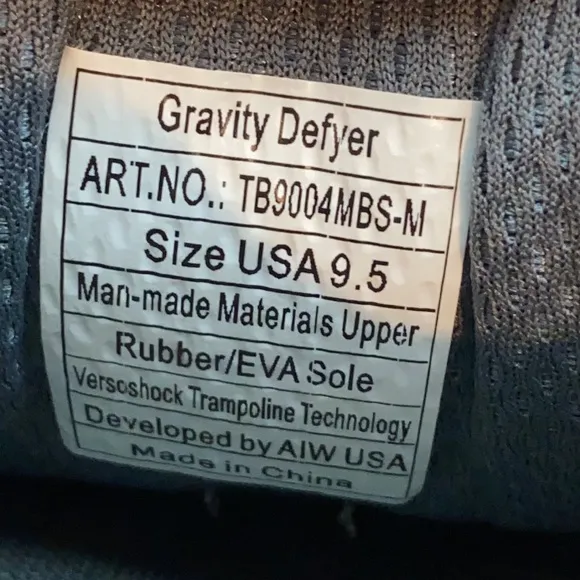 Gravity Defyer
ART.NO.: TB9004MBS-M
Size USA 9.5
Man-made Materials Upper
Rubber/EVA Sole
Versoshock Trampoline Technology
Developed by AIW USA
Made in China